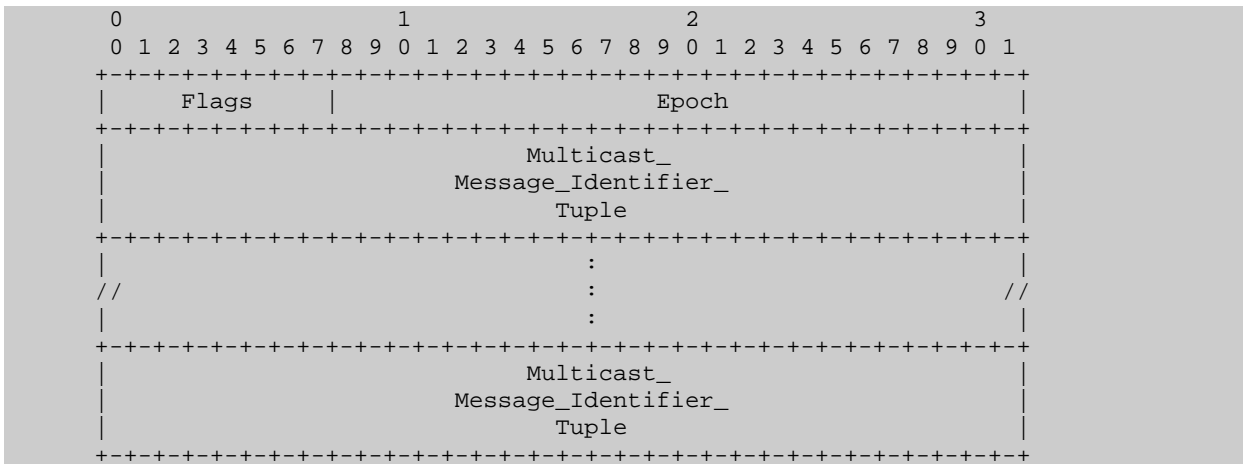 0                   1                   2                   3
 0 1 2 3 4 5 6 7 8 9 0 1 2 3 4 5 6 7 8 9 0 1 2 3 4 5 6 7 8 9 0 1
+-+-+-+-+-+-+-+-+-+-+-+-+-+-+-+-+-+-+-+-+-+-+-+-+-+-+-+-+-+-+-+-+
|     Flags     |                      Epoch                    |
+-+-+-+-+-+-+-+-+-+-+-+-+-+-+-+-+-+-+-+-+-+-+-+-+-+-+-+-+-+-+-+-+
|                             Multicast_                        |
|                        Message_Identifier_                    |
|                               Tuple                           |
+-+-+-+-+-+-+-+-+-+-+-+-+-+-+-+-+-+-+-+-+-+-+-+-+-+-+-+-+-+-+-+-+
|                                 :                             |
//                                :                            //
|                                 :                             |
+-+-+-+-+-+-+-+-+-+-+-+-+-+-+-+-+-+-+-+-+-+-+-+-+-+-+-+-+-+-+-+-+
|                             Multicast_                        |
|                        Message_Identifier_                    |
|                               Tuple                           |
+-+-+-+-+-+-+-+-+-+-+-+-+-+-+-+-+-+-+-+-+-+-+-+-+-+-+-+-+-+-+-+-+